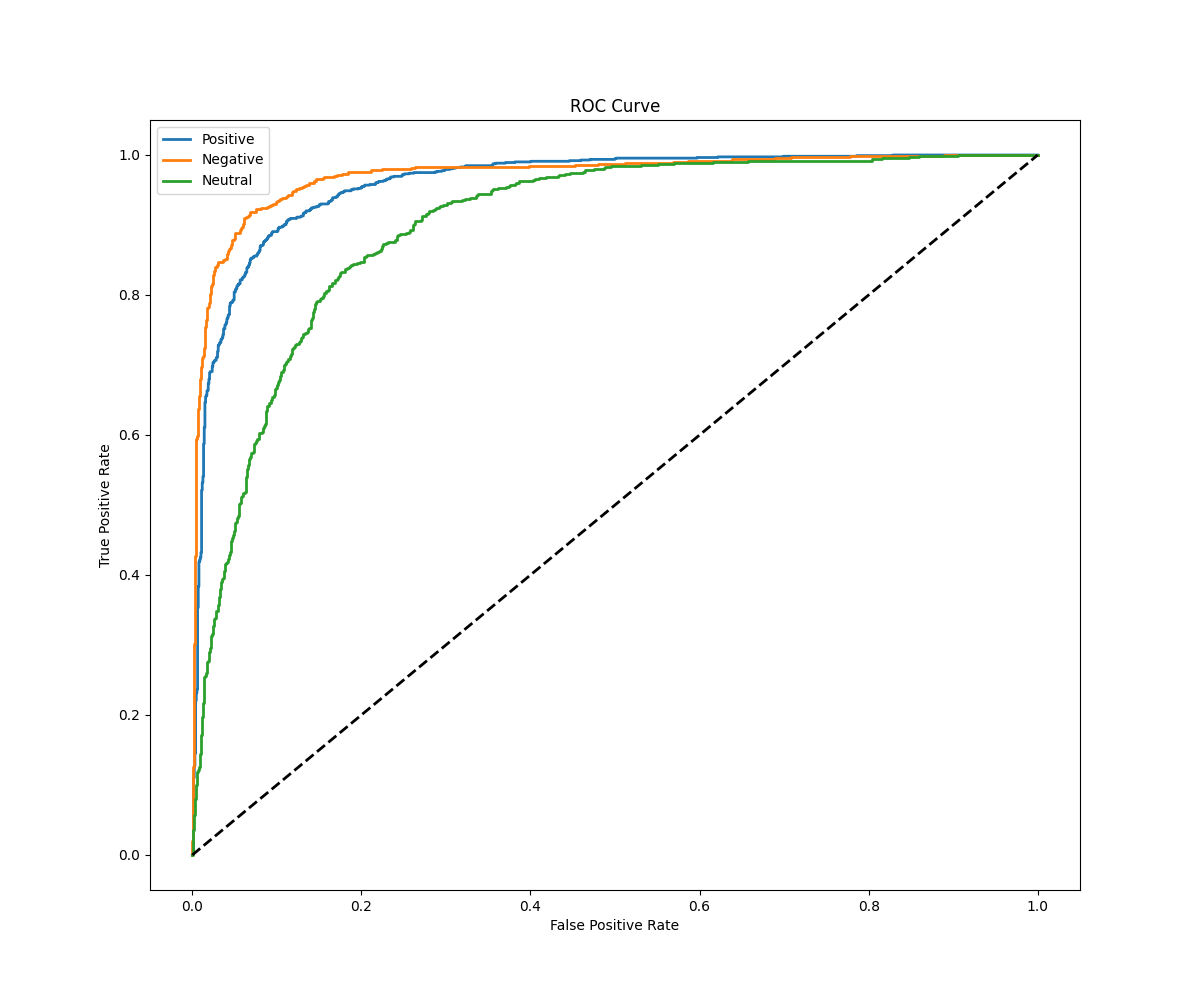 ROC Curve
Positive
Negative
Neutral
1.0
0.8
0.6
0.4
0.2
0.0
True Positive Rate
0.0 0.2 0.4 0.6 0.8 1.0
False Positive Rate